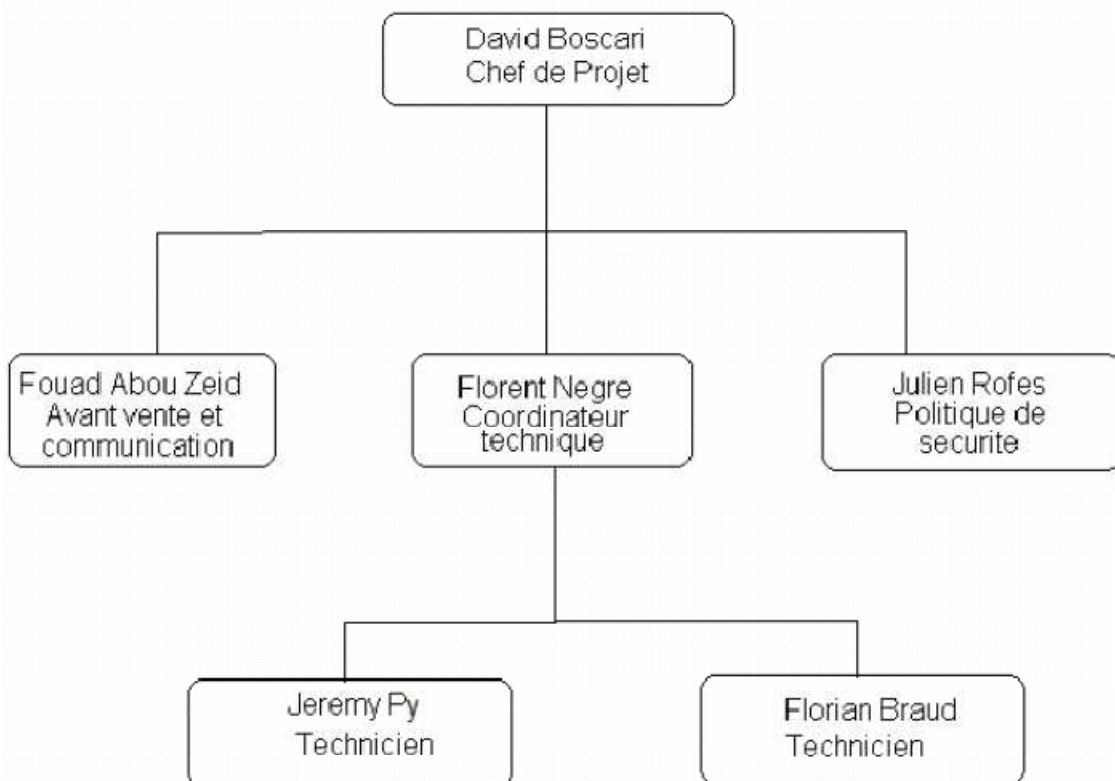 David Boscari
Chef de Projet
Fouad Abou Zeid
Avant vente et
communication
Florent Negre
Coordinateur
technique
Julien Rofes
Politique de
securite
Jeremy Py
Technicien
Florian Braud
Technicien